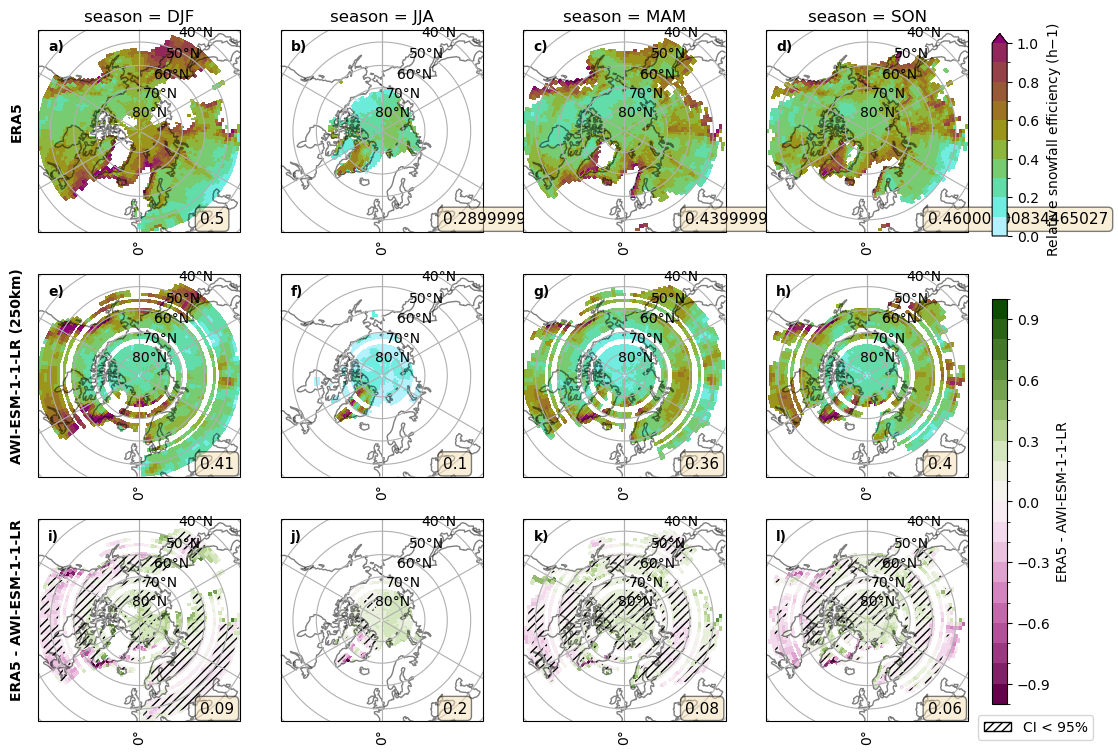 season = DJF
season = JJA
season = MAM
season = SON
ERA5
a)
40°N
50°N
60°N
70°N
80°N
0.5
0°
b)
40°N
50°N
60°N
70°N
80°N
0.2899999
0°
c)
40°N
50°N
60°N
70°N
80°N
0.4399999
0°
d)
40°N
50°N
60°N
70°N
80°N
0°
1.0
0.8
0.6
0.4
0.2
0.0
Relative snowfall efficiency (h−1)
AWI-ESM-1-1-LR (250km)
e)
40°N
50°N
60°N
70°N
80°N
0.41
0°
f)
40°N
50°N
60°N
70°N
80°N
0.1
0°
g)
40°N
50°N
60°N
70°N
80°N
0.36
0°
h)
40°N
50°N
60°N
70°N
80°N
0.4
0°
ERA5 - AWI-ESM-1-1-LR
i)
40°N
50°N
60°N
70°N
80°N
0.09
0°
j)
40°N
50°N
60°N
70°N
80°N
0.2
0°
k)
40°N
50°N
60°N
70°N
80°N
0.08
0°
l)
40°N
50°N
60°N
70°N
80°N
0.06
0°
0.9
0.6
0.3
0.0
−0.3
−0.6
−0.9
ERA5 - AWI-ESM-1-1-LR
CI < 95%